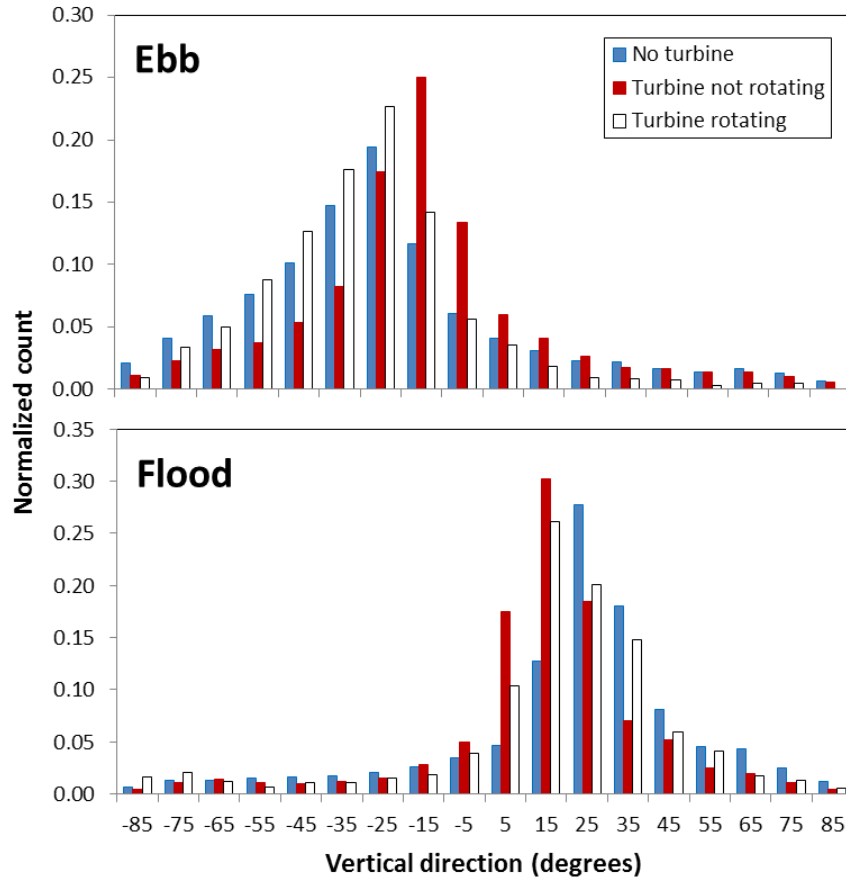 Ebb
No turbine
Turbine not rotating
Turbine rotating
0.30
0.25
0.20
0.15
0.10
0.05
0.00
Normalized count
Flood
0.35
0.30
0.25
0.20
0.15
0.10
0.05
0.00
-85 -75 -65 -55 -45 -35 -25 -15 -5 5 15 25 35 45 55 65 75 85
Vertical direction (degrees)